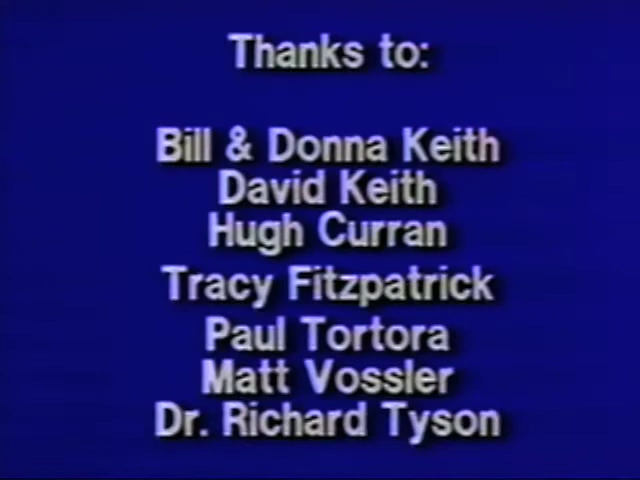 Thanks to:
Bill & Donna Keith
David Keith
Hugh Curran
Tracy Fitzpatrick
Paul Tortora
Matt Vossler
Dr. Richard Tyson